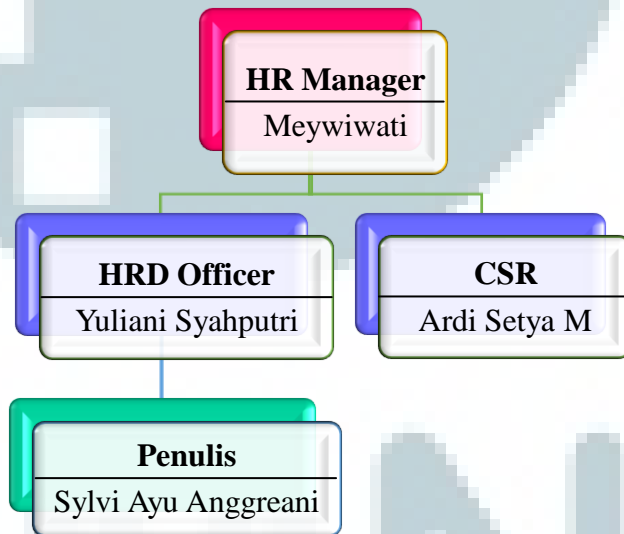 HR Manager
Meywiwati
HRD Officer
Yuliani Syahputri
CSR
Ardi Setya M
Penulis
Sylvi Ayu Anggreani